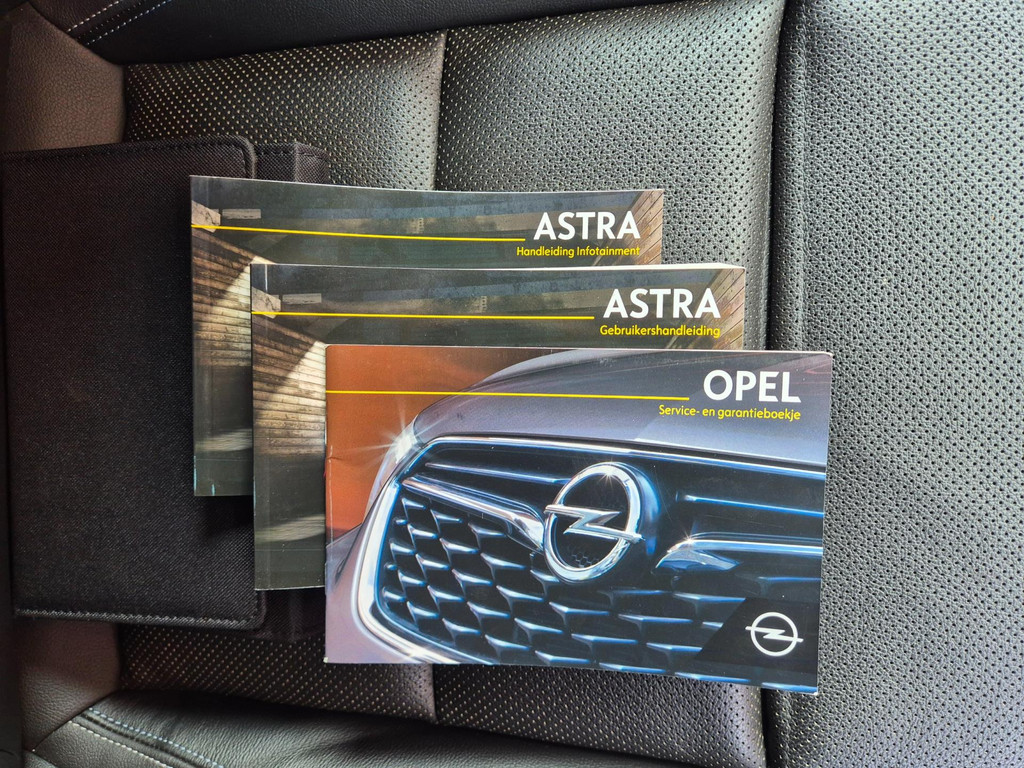 ASTRA
Handleiding Infotainment
ASTRA
Gebruikershandleiding
OPEL
Service- en garantieboekje